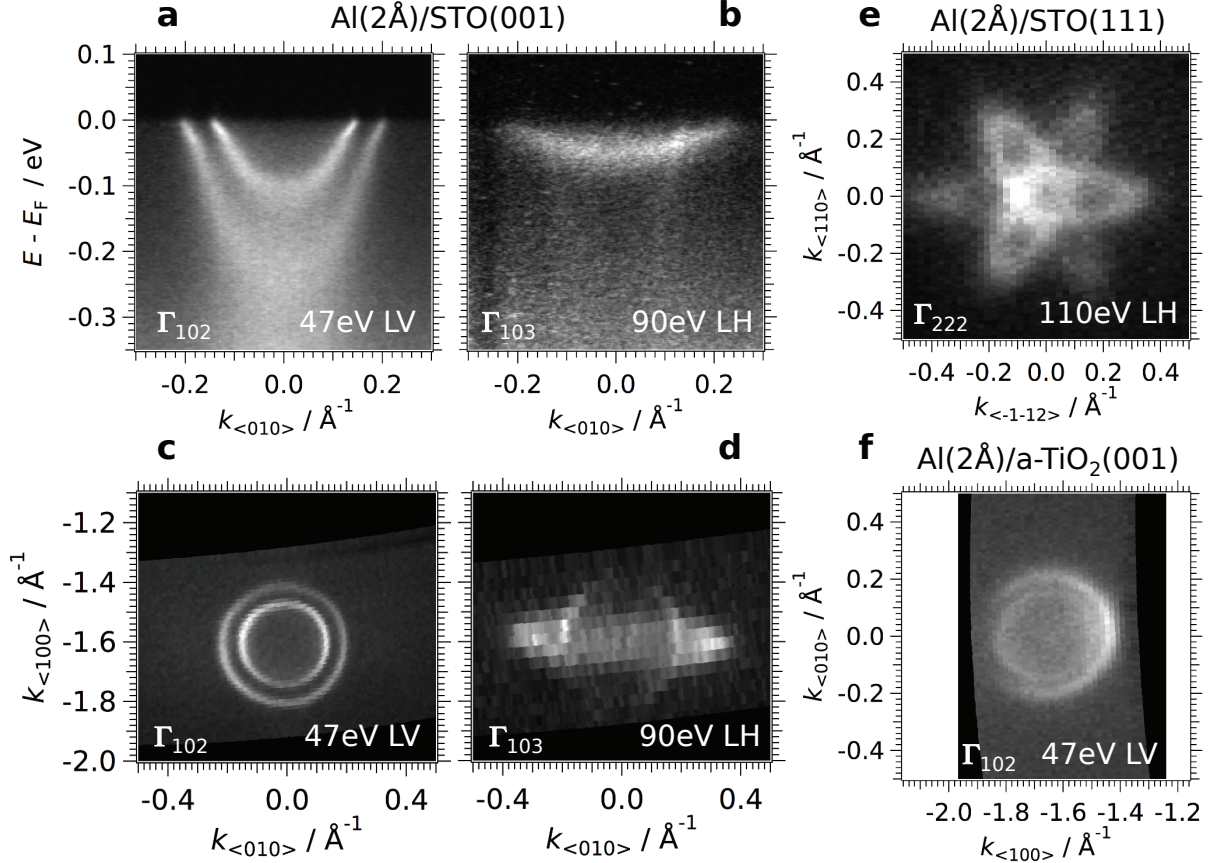 a Al(2Å)/STO(001) b
0.1
0.0
-0.1
-0.2
-0.3
E - E_F / eV
Γ₁₀₂ 47eV LV
-0.2 0.0 0.2
k<010> / Å⁻¹
Γ₁₀₃ 90eV LH
-0.2 0.0 0.2
k<010> / Å⁻¹
e Al(2Å)/STO(111)
0.4
0.2
0.0
-0.2
-0.4
k<110> / Å⁻¹
Γ₂₂₂ 110eV LH
-0.4 -0.2 0.0 0.2 0.4
k<-1-12> / Å⁻¹
c
-1.2
-1.4
-1.6
-1.8
-2.0
k<100> / Å⁻¹
Γ₁₀₂ 47eV LV
-0.4 0.0 0.4
k<010> / Å⁻¹
d
Γ₁₀₃ 90eV LH
-0.4 0.0 0.4
k<010> / Å⁻¹
f Al(2Å)/a-TiO₂(001)
0.4
0.2
0.0
-0.2
-0.4
k<010> / Å⁻¹
Γ₁₀₂ 47eV LV
-2.0 -1.8 -1.6 -1.4 -1.2
k<100> / Å⁻¹